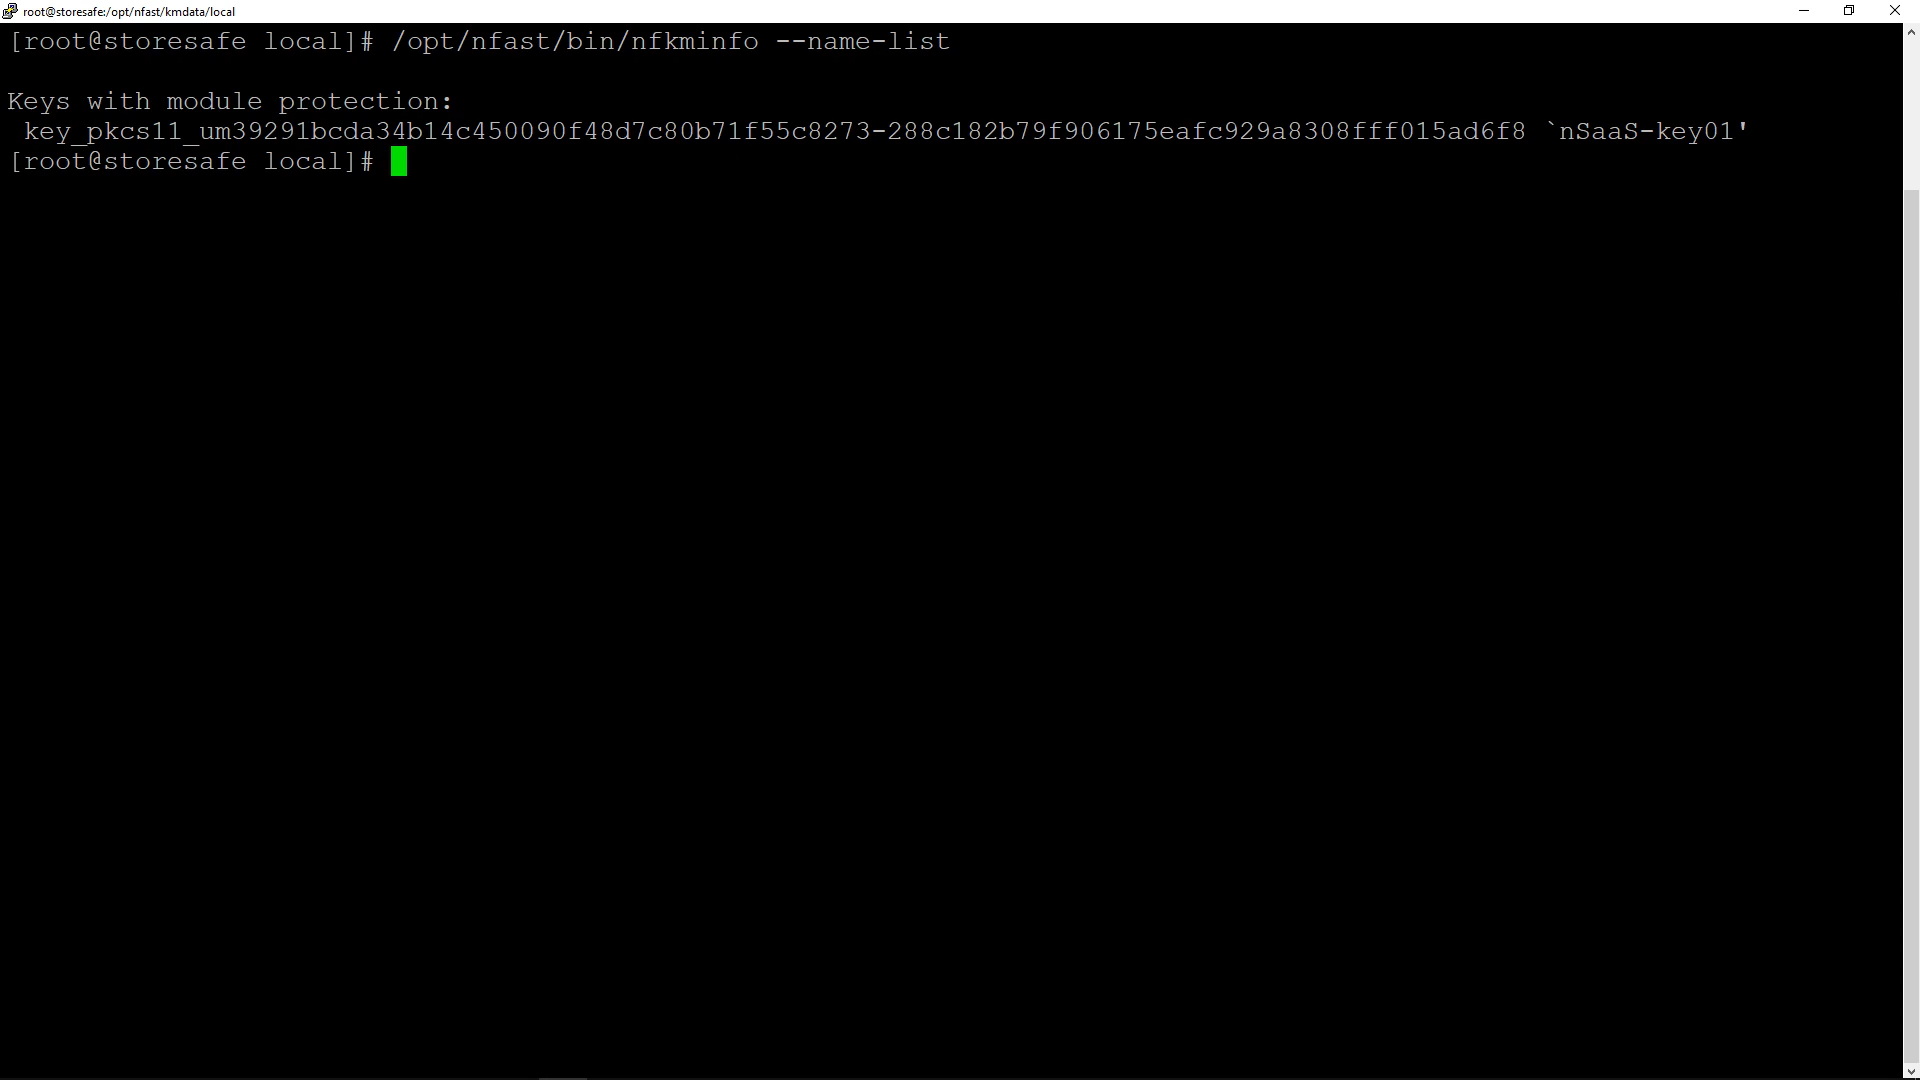 root@storesafe:/opt/nfast/kmdata/local
[root@storesafe local]# /opt/nfast/bin/nfkminfo --name-list
Keys with module protection:
key_pkcs11_um39291bcda34b14c450090f48d7c80b71f55c8273-288c182b79f906175eafc929a8308fff015ad6f8 `nSaaS-key01'
[root@storesafe local]#